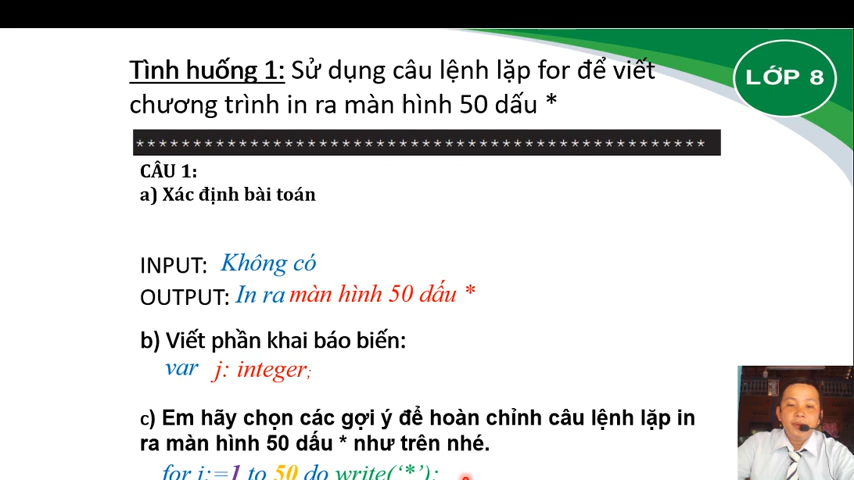 Tình huống 1: Sử dụng câu lệnh lặp for để viết
chương trình in ra màn hình 50 dấu *
LỚP 8
**************************************************
CÂU 1:
a) Xác định bài toán
INPUT: Không có
OUTPUT: In ra màn hình 50 dấu *
b) Viết phần khai báo biến:
var j: integer;
c) Em hãy chọn các gợi ý để hoàn chỉnh câu lệnh lặp in
ra màn hình 50 dấu * như trên nhé.
for j:=1 to 50 do write(‘*’);